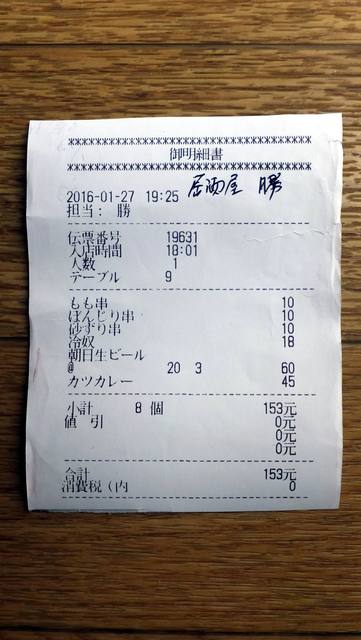 ************************************
御明細書
************************************
居酒屋 勝
2016-01-27 19:25
担当： 勝
伝票番号 19631
入店時間 18:01
人数 1
テーブル 9
もも串 10
ぼんじり串 10
砂ずり串 10
冷奴 18
朝日生ビール
@ 20 3 60
カツカレー 45
小計 8 個 153元
値 引 0元
0元
0元
合計 153元
消費税（内 0